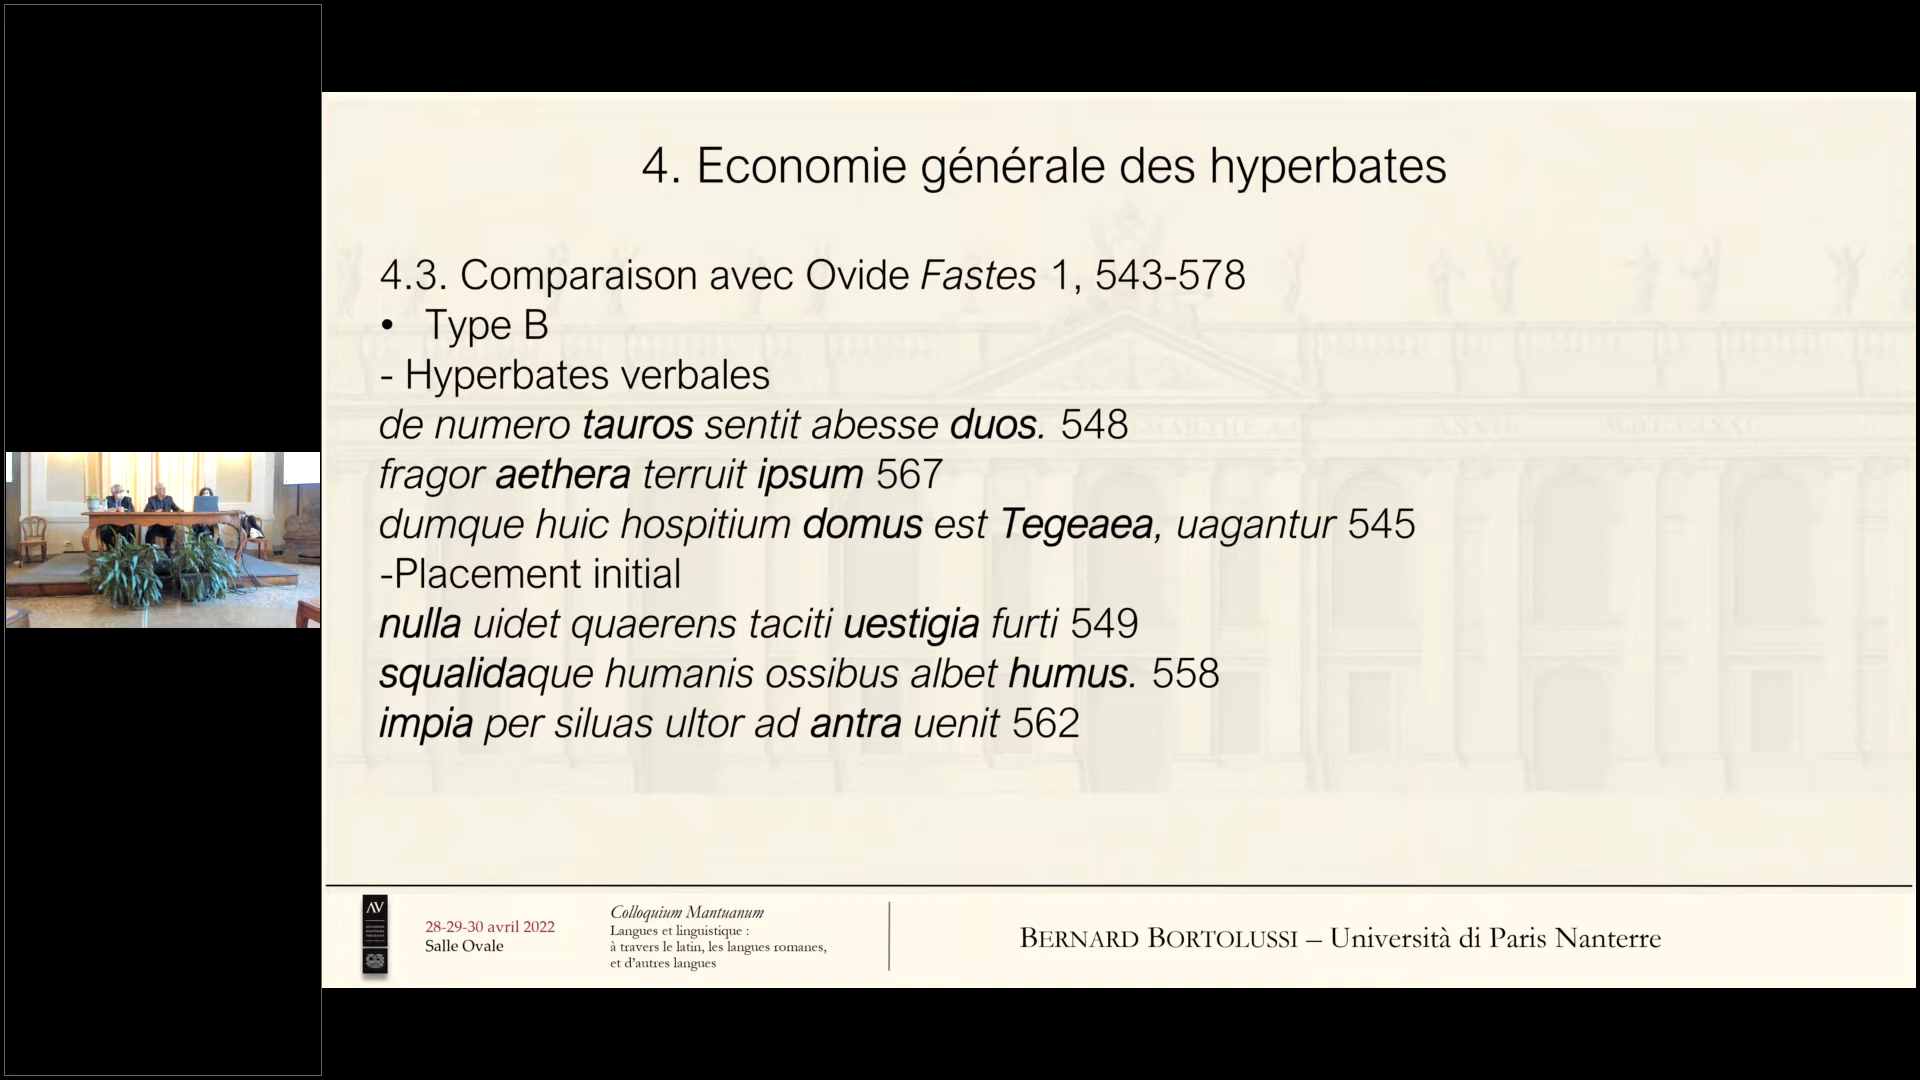 4. Economie générale des hyperbates
4.3. Comparaison avec Ovide Fastes 1, 543-578
• Type B
- Hyperbates verbales
de numero tauros sentit abesse duos. 548
fragor aethera terruit ipsum 567
dumque huic hospitium domus est Tegeaea, uagantur 545
-Placement initial
nulla uidet quaerens taciti uestigia furti 549
squalidaque humanis ossibus albet humus. 558
impia per siluas ultor ad antra uenit 562
AV
28-29-30 avril 2022
Salle Ovale
Colloquium Mantuanum
Langues et linguistique :
à travers le latin, les langues romanes,
et d'autres langues
BERNARD BORTOLUSSI – Università di Paris Nanterre